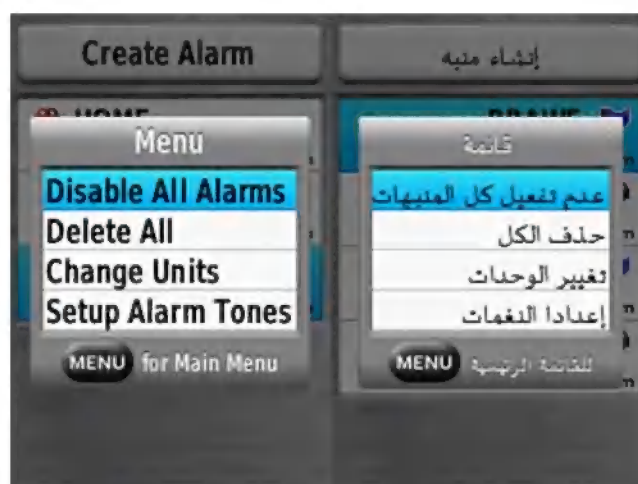 Create Alarm
إنشاء منبه
HOME
Menu
Disable All Alarms
Delete All
Change Units
Setup Alarm Tones
MENU for Main Menu
قائمة
عدم تفعيل كل المنبهات
حذف الكل
تغيير الوحدات
إعدادا النغمات
MENU للقائمة الرئيسية